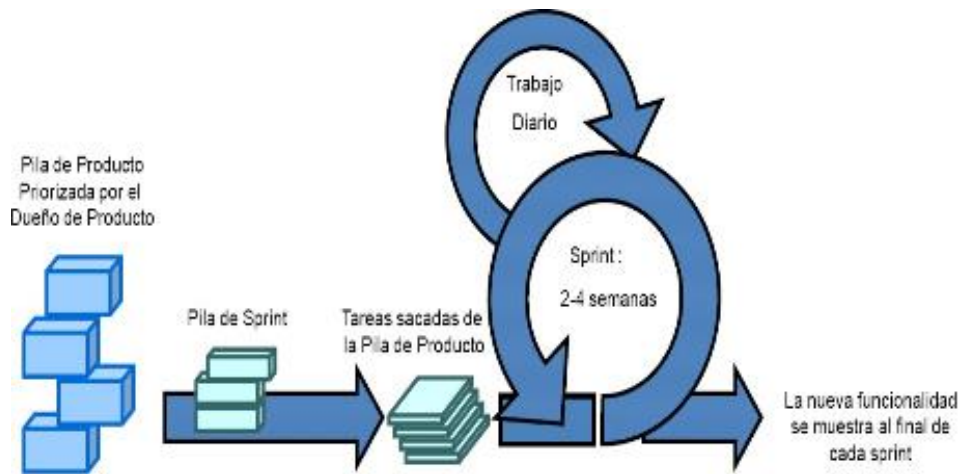 Pila de Producto
Priorizada por el
Dueño de Producto
Pila de Sprint
Tareas sacadas de
la Pila de Producto
Trabajo
Diario
Sprint :
2-4 semanas
La nueva funcionalidad
se muestra al final de
cada sprint